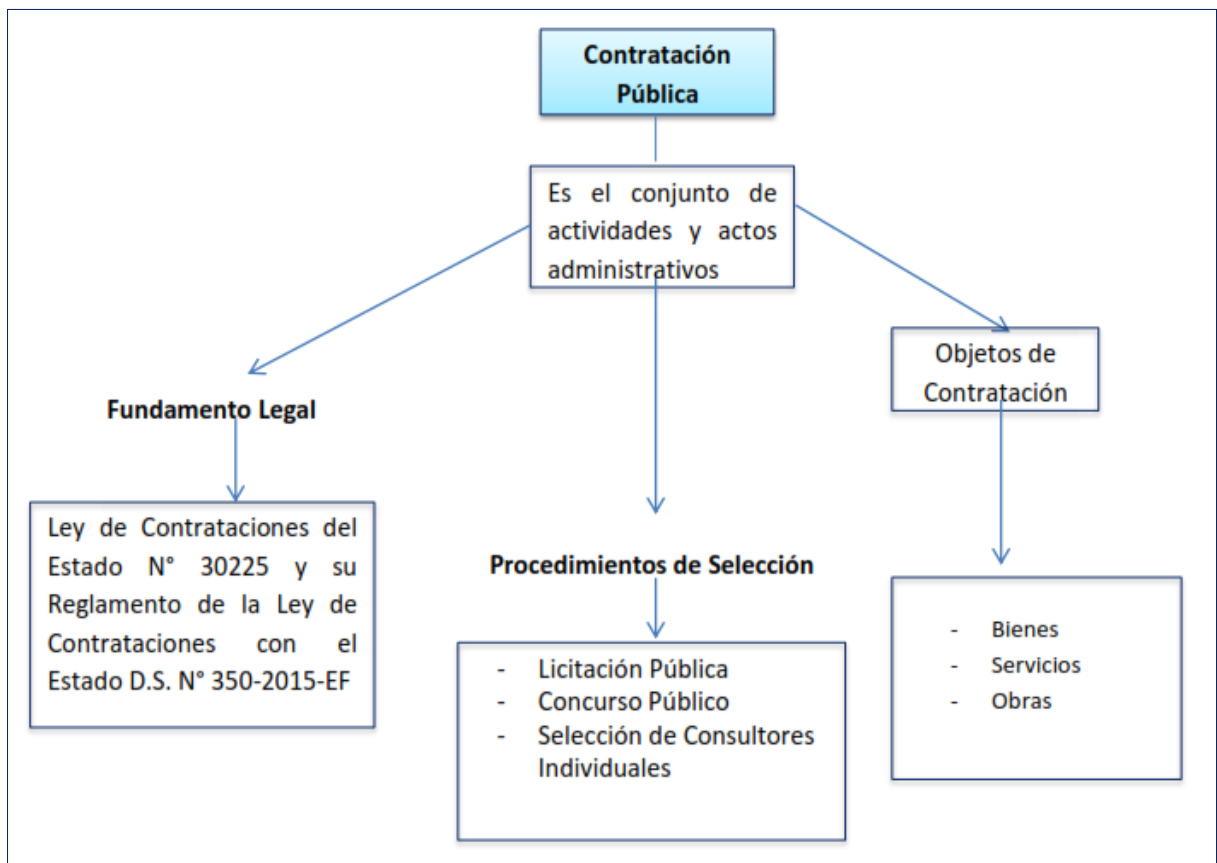 Contratación
Pública
Es el conjunto de
actividades y actos
administrativos
Objetos de
Contratación
Fundamento Legal
Ley de Contrataciones del
Estado N° 30225 y su
Reglamento de la Ley de
Contrataciones con el
Estado D.S. N° 350-2015-EF
Procedimientos de Selección
- Licitación Pública
- Concurso Público
- Selección de Consultores
Individuales
- Bienes
- Servicios
- Obras